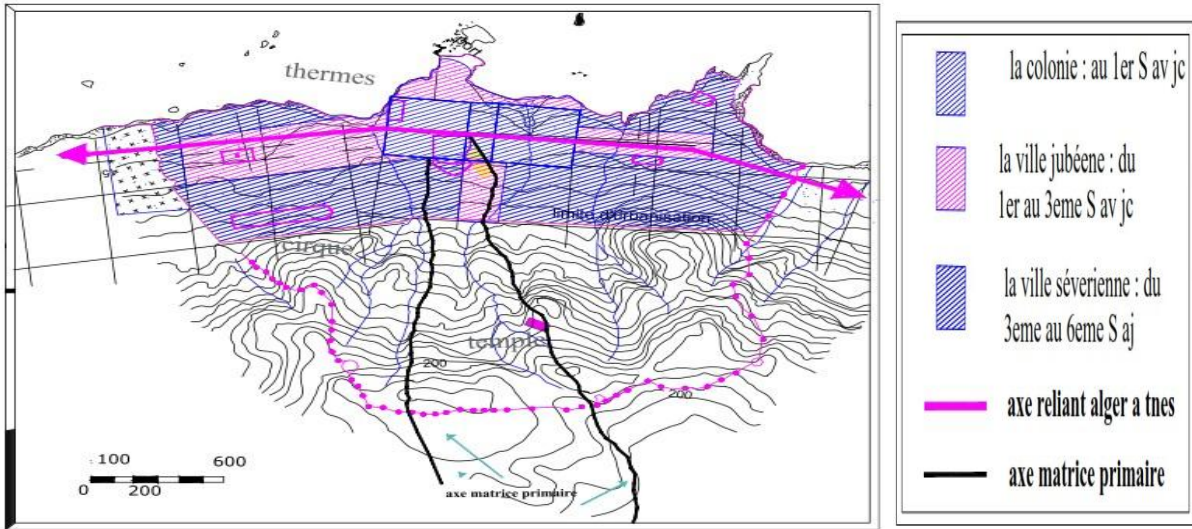 port
thermes
45
limite d'urbanisation
cirque
temple
200
200
100 600
0 200
axe matrice primaire
la colonie : au 1er S av jc
la ville jubéene : du
1er au 3eme S av jc
la ville séverienne : du
3eme au 6eme S aj
axe reliant alger a tnes
axe matrice primaire